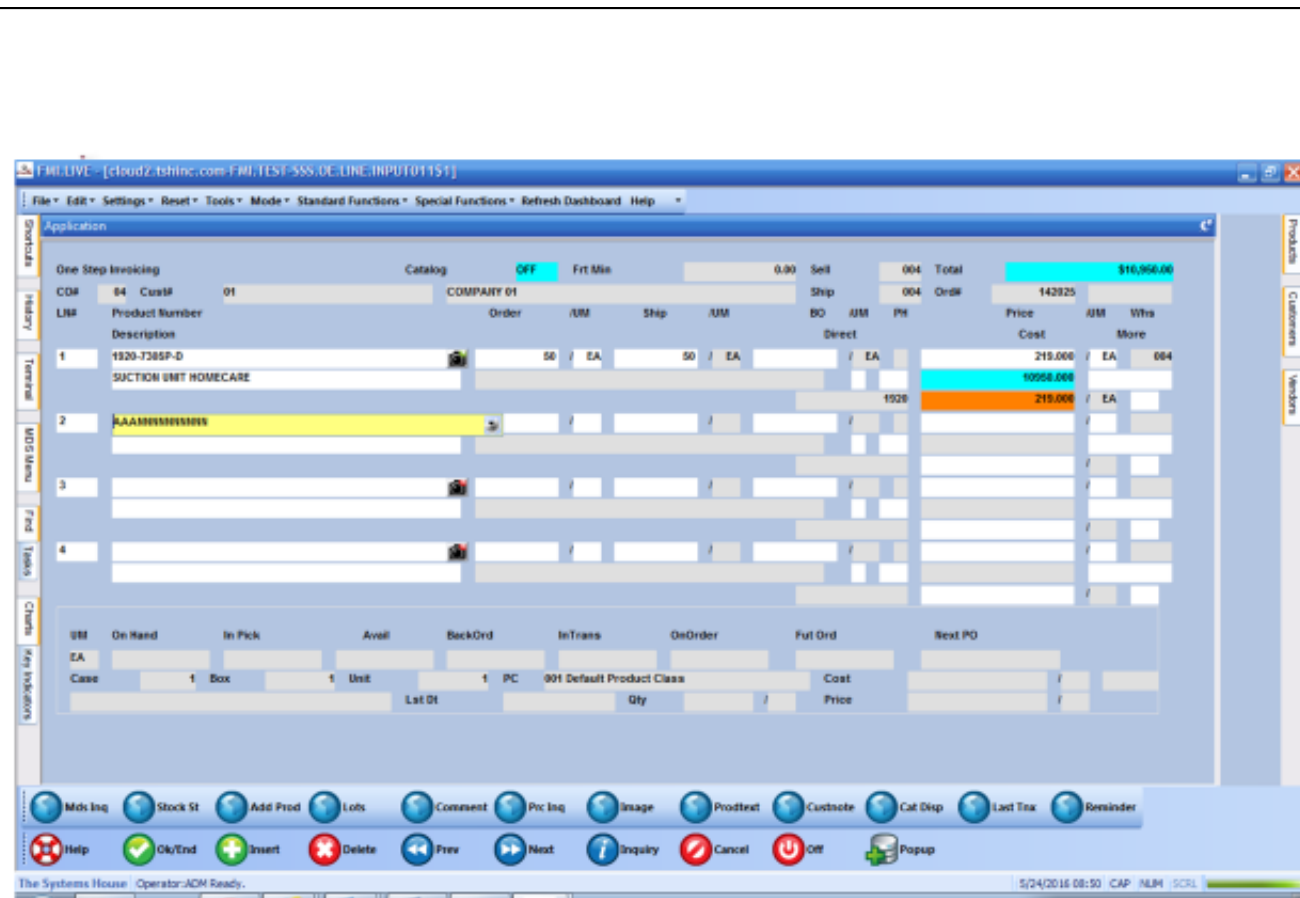 FMI.LIVE - [cloud2.tshinc.com-FMI.TEST-555.OE.LINE.INPUT011$1]
File Edit Settings Reset Tools Mode Standard Functions Special Functions Refresh Dashboard Help
Application
One Step Invoicing Catalog OFF Frt Min 0.00 Sell 004 Total $10,950.00
CO# 04 Cust# 01 COMPANY 01 Ship 004 Ord# 142025
LN# Product Number Order /UM Ship /UM BO /UM PH Price /UM Whs
Description Direct Cost More
1 1920-7305P-D 50 / EA 50 / EA / EA 219.000 / EA 004
SUCTION UNIT HOMECARE 10950.000
1920 219.000 / EA
2 / / / /
/
3 / / / /
/
4 / / / /
/
UM On Hand In Pick Avail BackOrd InTrans OnOrder Fut Ord Next PO
EA
Case 1 Box 1 Unit 1 PC 001 Default Product Class Cost /
Lst Dt Qty / Price /
Shortcuts
History
Terminal
MDS Menu
Find
Tasks
Charts
Key Indicators
Products
Customers
Vendors
Mds Inq Stock St Add Prod Lots Comment Prc Inq Image Prodtext Custnote Cat Disp Last Tnx Reminder
Help Ok/End Insert Delete Prev Next Inquiry Cancel Off Popup
The Systems House Operator:ADM Ready. 5/24/2016 08:50 CAP NUM SCRL